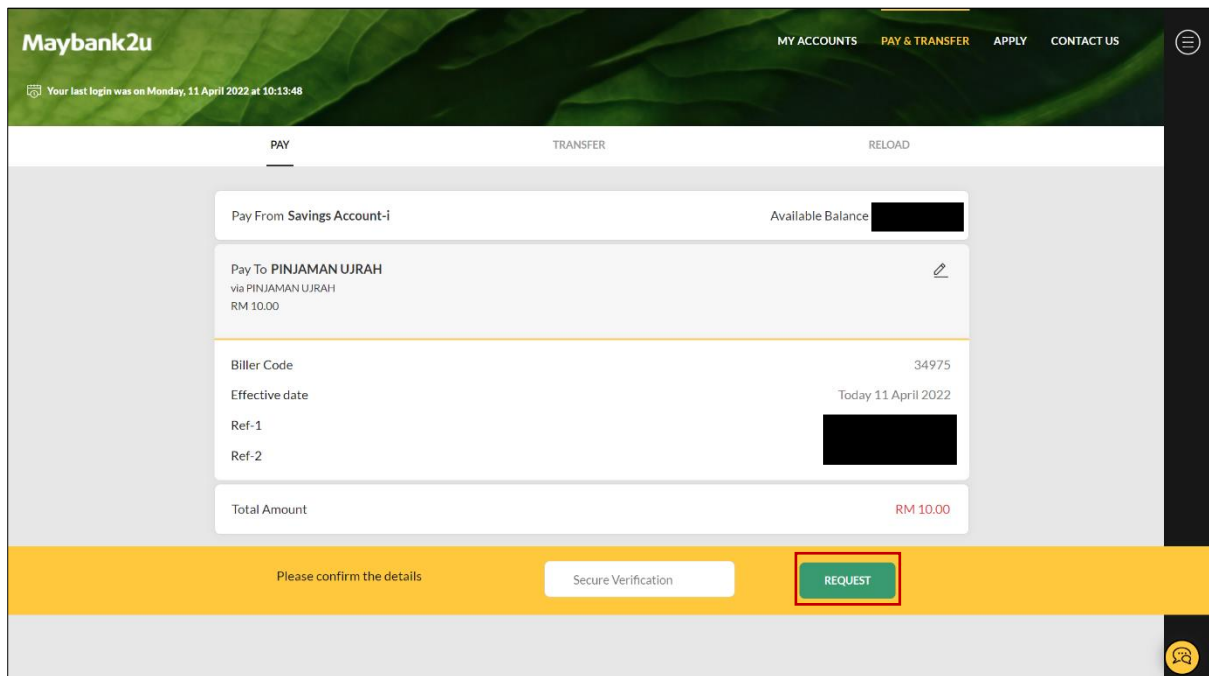 Maybank2u
MY ACCOUNTS PAY & TRANSFER APPLY CONTACT US
Your last login was on Monday, 11 April 2022 at 10:13:48
PAY TRANSFER RELOAD
Pay From Savings Account-i Available Balance
Pay To PINJAMAN UJRAH
via PINJAMAN UJRAH
RM 10.00
Biller Code 34975
Effective date Today 11 April 2022
Ref-1
Ref-2
Total Amount RM 10.00
Please confirm the details Secure Verification REQUEST